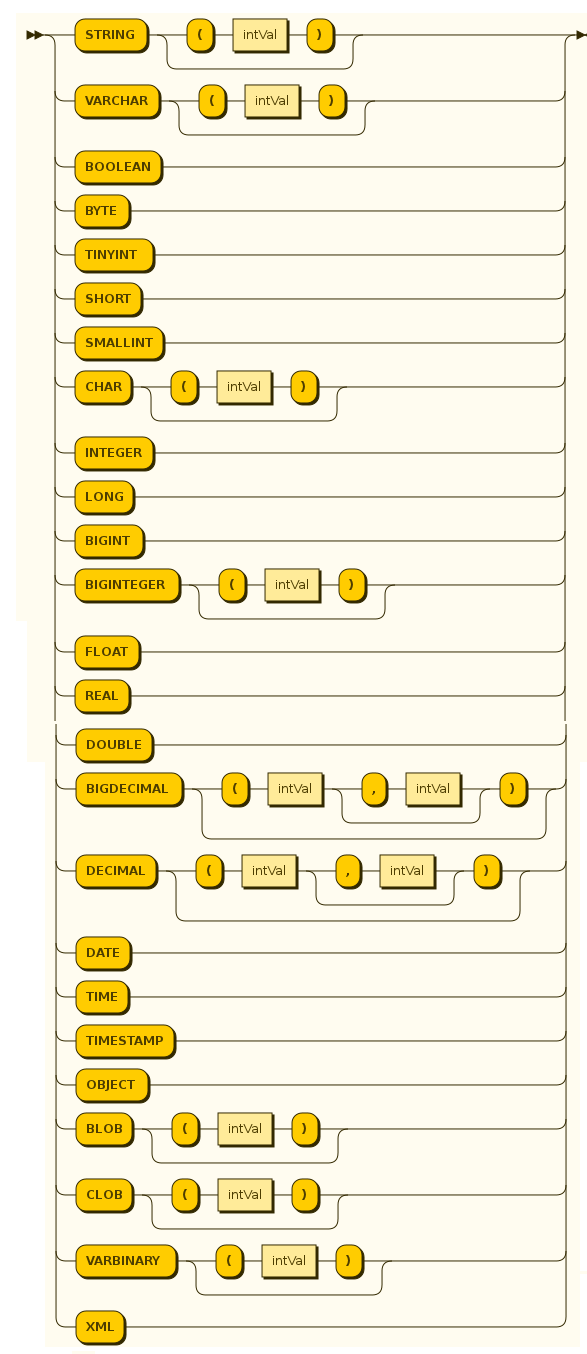 STRING ( intVal )
VARCHAR ( intVal )
BOOLEAN
BYTE
TINYINT
SHORT
SMALLINT
CHAR ( intVal )
INTEGER
LONG
BIGINT
BIGINTEGER ( intVal )
FLOAT
REAL
DOUBLE
BIGDECIMAL ( intVal , intVal )
DECIMAL ( intVal , intVal )
DATE
TIME
TIMESTAMP
OBJECT
BLOB ( intVal )
CLOB ( intVal )
VARBINARY ( intVal )
XML